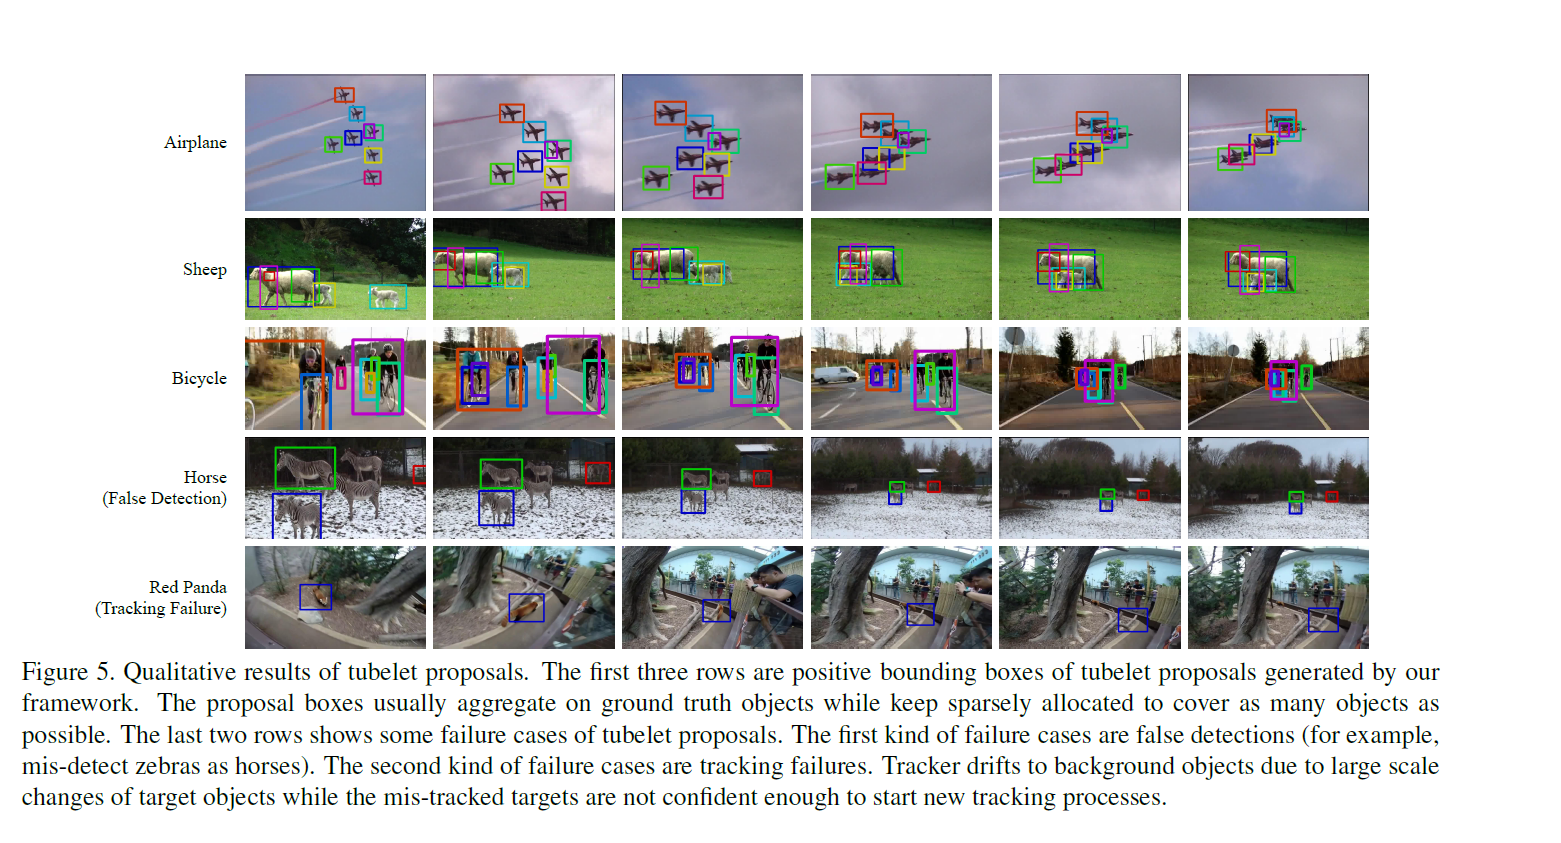 Airplane
Sheep
Bicycle
Horse
(False Detection)
Red Panda
(Tracking Failure)
Figure 5. Qualitative results of tubelet proposals. The first three rows are positive bounding boxes of tubelet proposals generated by our
framework. The proposal boxes usually aggregate on ground truth objects while keep sparsely allocated to cover as many objects as
possible. The last two rows shows some failure cases of tubelet proposals. The first kind of failure cases are false detections (for example,
mis-detect zebras as horses). The second kind of failure cases are tracking failures. Tracker drifts to background objects due to large scale
changes of target objects while the mis-tracked targets are not confident enough to start new tracking processes.